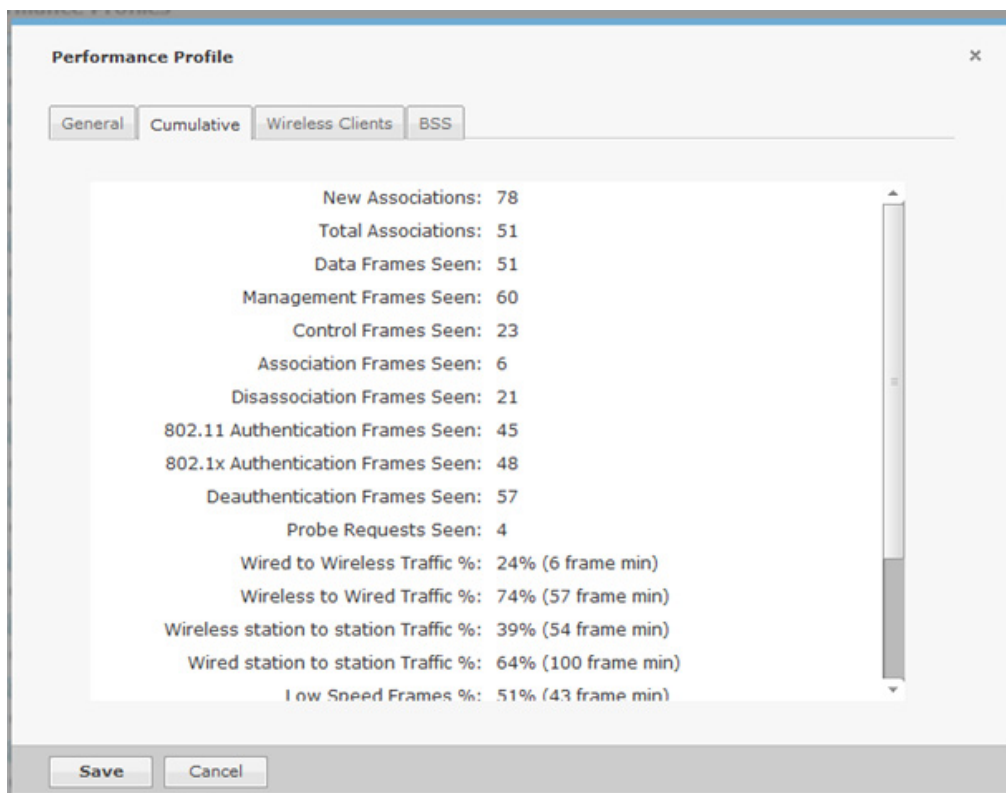 Performance Profile ×
General Cumulative Wireless Clients BSS
New Associations: 78
Total Associations: 51
Data Frames Seen: 51
Management Frames Seen: 60
Control Frames Seen: 23
Association Frames Seen: 6
Disassociation Frames Seen: 21
802.11 Authentication Frames Seen: 45
802.1x Authentication Frames Seen: 48
Deauthentication Frames Seen: 57
Probe Requests Seen: 4
Wired to Wireless Traffic %: 24% (6 frame min)
Wireless to Wired Traffic %: 74% (57 frame min)
Wireless station to station Traffic %: 39% (54 frame min)
Wired station to station Traffic %: 64% (100 frame min)
Low Speed Frames %: 51% (43 frame min)
Save Cancel